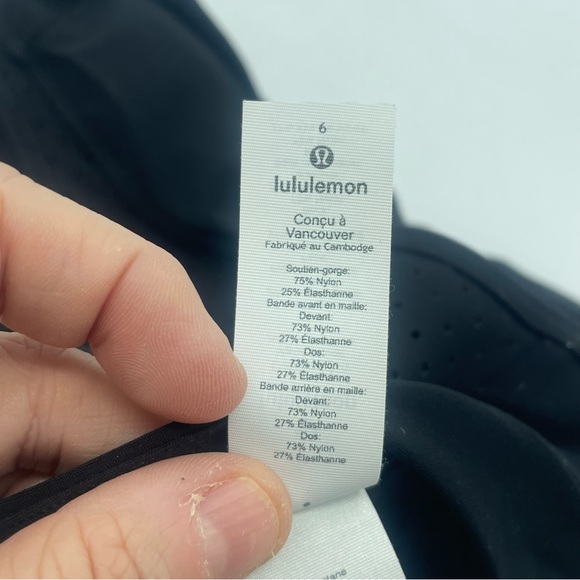 6
lululemon
Conçu à
Vancouver
Fabriqué au Cambodge
Soutien-gorge:
75% Nylon
25% Élasthanne
Bande avant en maille:
Devant:
73% Nylon
27% Élasthanne
Dos:
73% Nylon
27% Élasthanne
Bande arrière en maille:
Devant:
73% Nylon
27% Élasthanne
Dos:
73% Nylon
27% Élasthanne